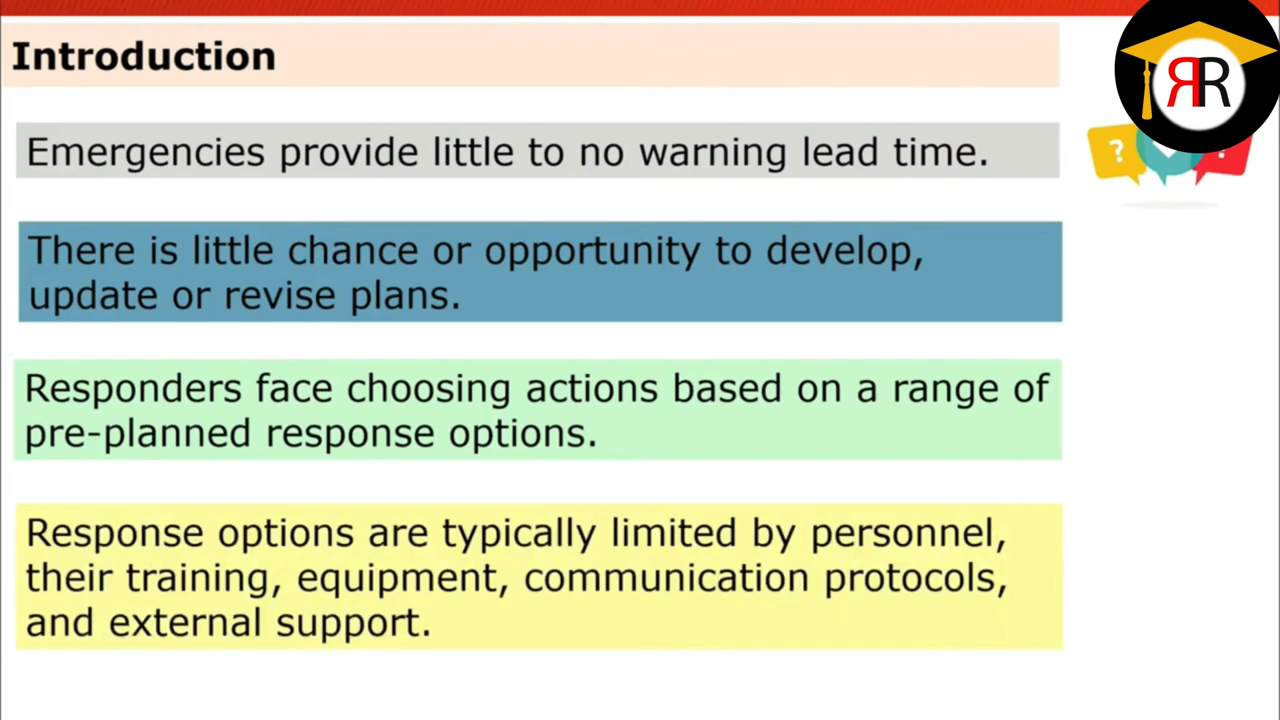 Introduction
ЯR
?
Emergencies provide little to no warning lead time.
There is little chance or opportunity to develop,
update or revise plans.
Responders face choosing actions based on a range of
pre-planned response options.
Response options are typically limited by personnel,
their training, equipment, communication protocols,
and external support.